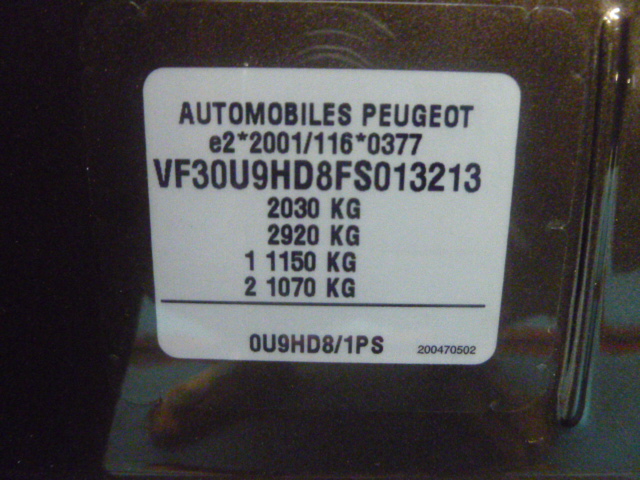 AUTOMOBILES PEUGEOT
e2*2001/116*0377
VF30U9HD8FS013213
2030 KG
2920 KG
1 1150 KG
2 1070 KG
0U9HD8/1PS 200470502